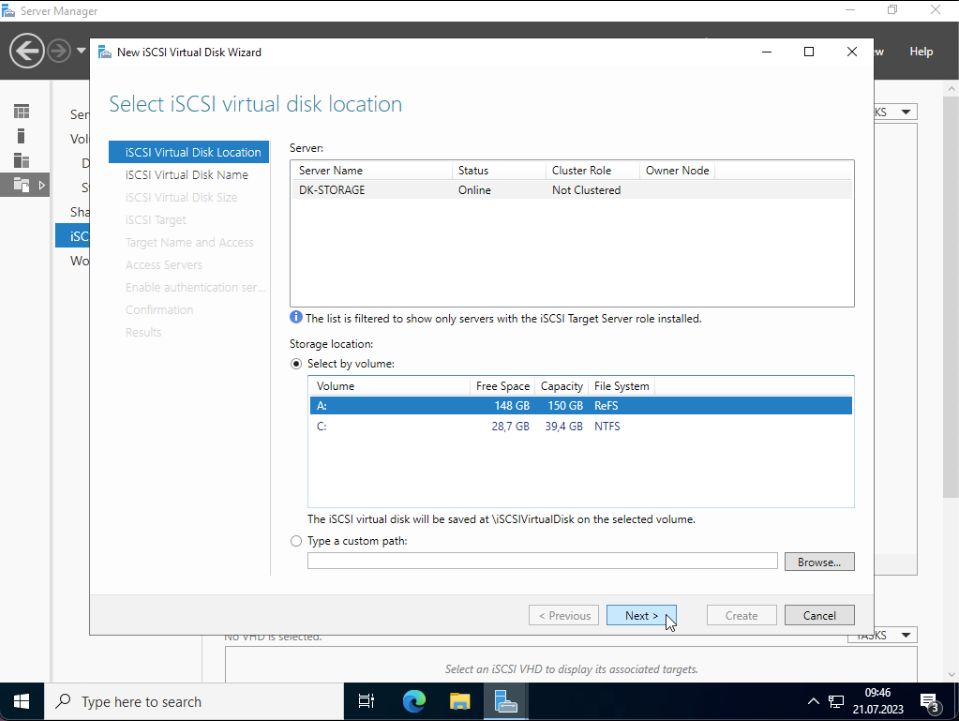 Server Manager
Help
New iSCSI Virtual Disk Wizard
Select iSCSI virtual disk location
iSCSI Virtual Disk Location
iSCSI Virtual Disk Name
iSCSI Virtual Disk Size
iSCSI Target
Target Name and Access
Access Servers
Enable authentication ser...
Confirmation
Results
Server:
Server Name Status Cluster Role Owner Node
DK-STORAGE Online Not Clustered
The list is filtered to show only servers with the iSCSI Target Server role installed.
Storage location:
Select by volume:
Volume Free Space Capacity File System
A: 148 GB 150 GB ReFS
C: 28,7 GB 39,4 GB NTFS
The iSCSI virtual disk will be saved at \iSCSIVirtualDisk on the selected volume.
Type a custom path:
Browse...
< Previous Next > Create Cancel
No VHD is selected.
TASKS
Select an iSCSI VHD to display its associated targets.
Type here to search
09:46
21.07.2023
3